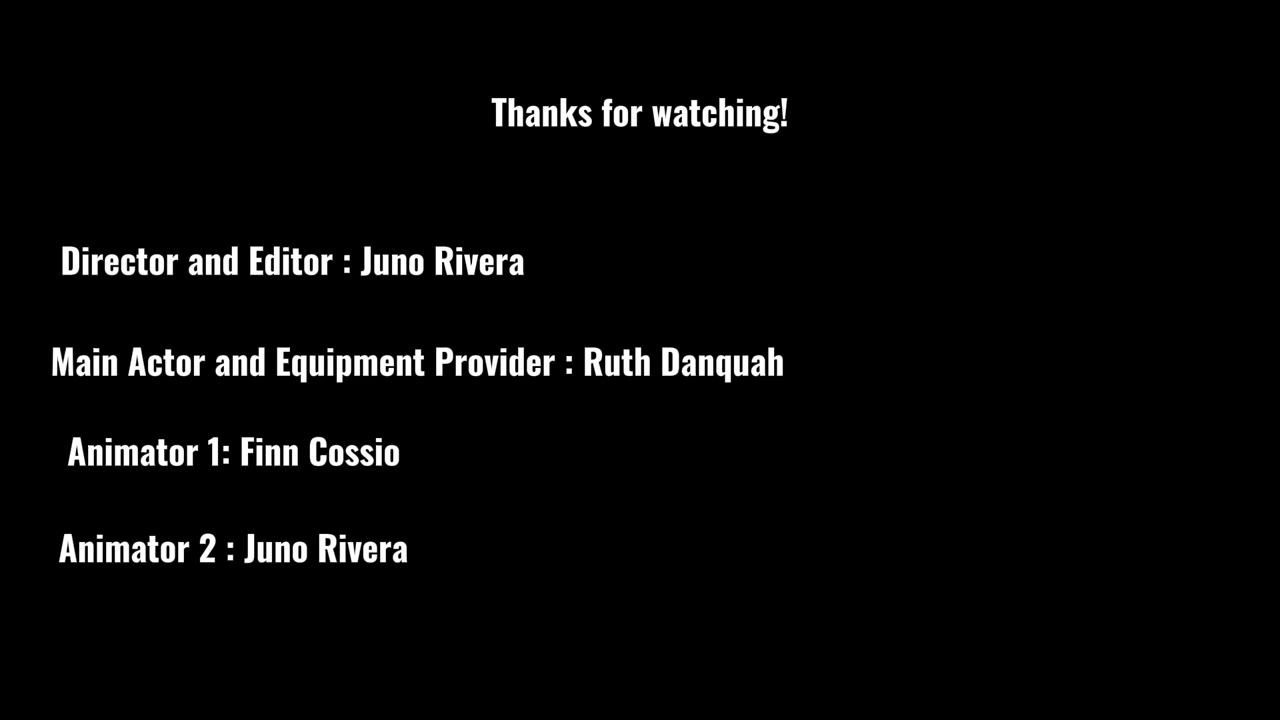 Thanks for watching!
Director and Editor : Juno Rivera
Main Actor and Equipment Provider : Ruth Danquah
Animator 1: Finn Cossio
Animator 2 : Juno Rivera